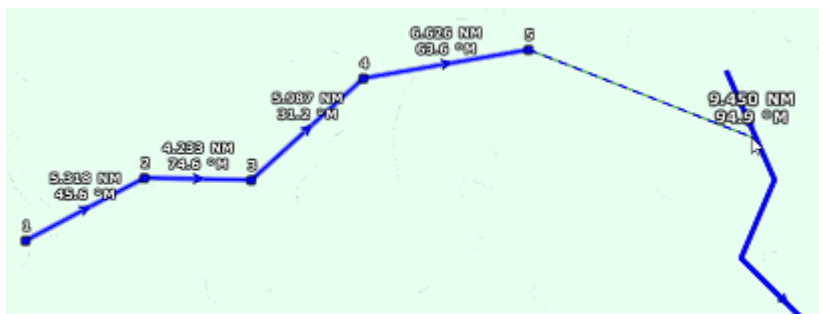 1
5.318 NM
45.6 °M
2
4.233 NM
74.6 °M
3
5.987 NM
31.2 °M
4
6.626 NM
63.6 °M
5
9.450 NM
94.9 °M